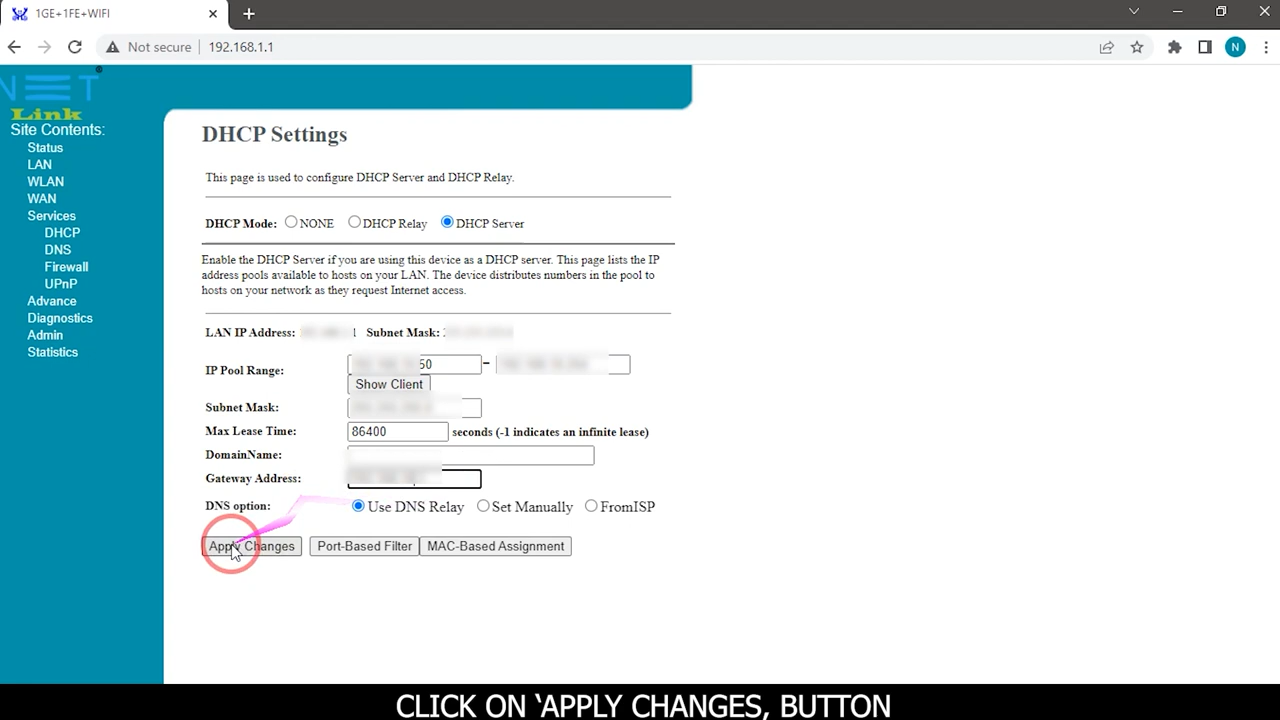 1GE+1FE+WIFI
Not secure 192.168.1.1
N
NET
Link
Site Contents:
Status
LAN
WLAN
WAN
Services
DHCP
DNS
Firewall
UPnP
Advance
Diagnostics
Admin
Statistics
DHCP Settings
This page is used to configure DHCP Server and DHCP Relay.
DHCP Mode: NONE DHCP Relay DHCP Server
Enable the DHCP Server if you are using this device as a DHCP server. This page lists the IP
address pools available to hosts on your LAN. The device distributes numbers in the pool to
hosts on your network as they request Internet access.
LAN IP Address: Subnet Mask:
IP Pool Range: 50 –
Show Client
Subnet Mask:
Max Lease Time: 86400 seconds (-1 indicates an infinite lease)
DomainName:
Gateway Address:
DNS option: Use DNS Relay Set Manually FromISP
Apply Changes Port-Based Filter MAC-Based Assignment
CLICK ON ‘APPLY CHANGES, BUTTON